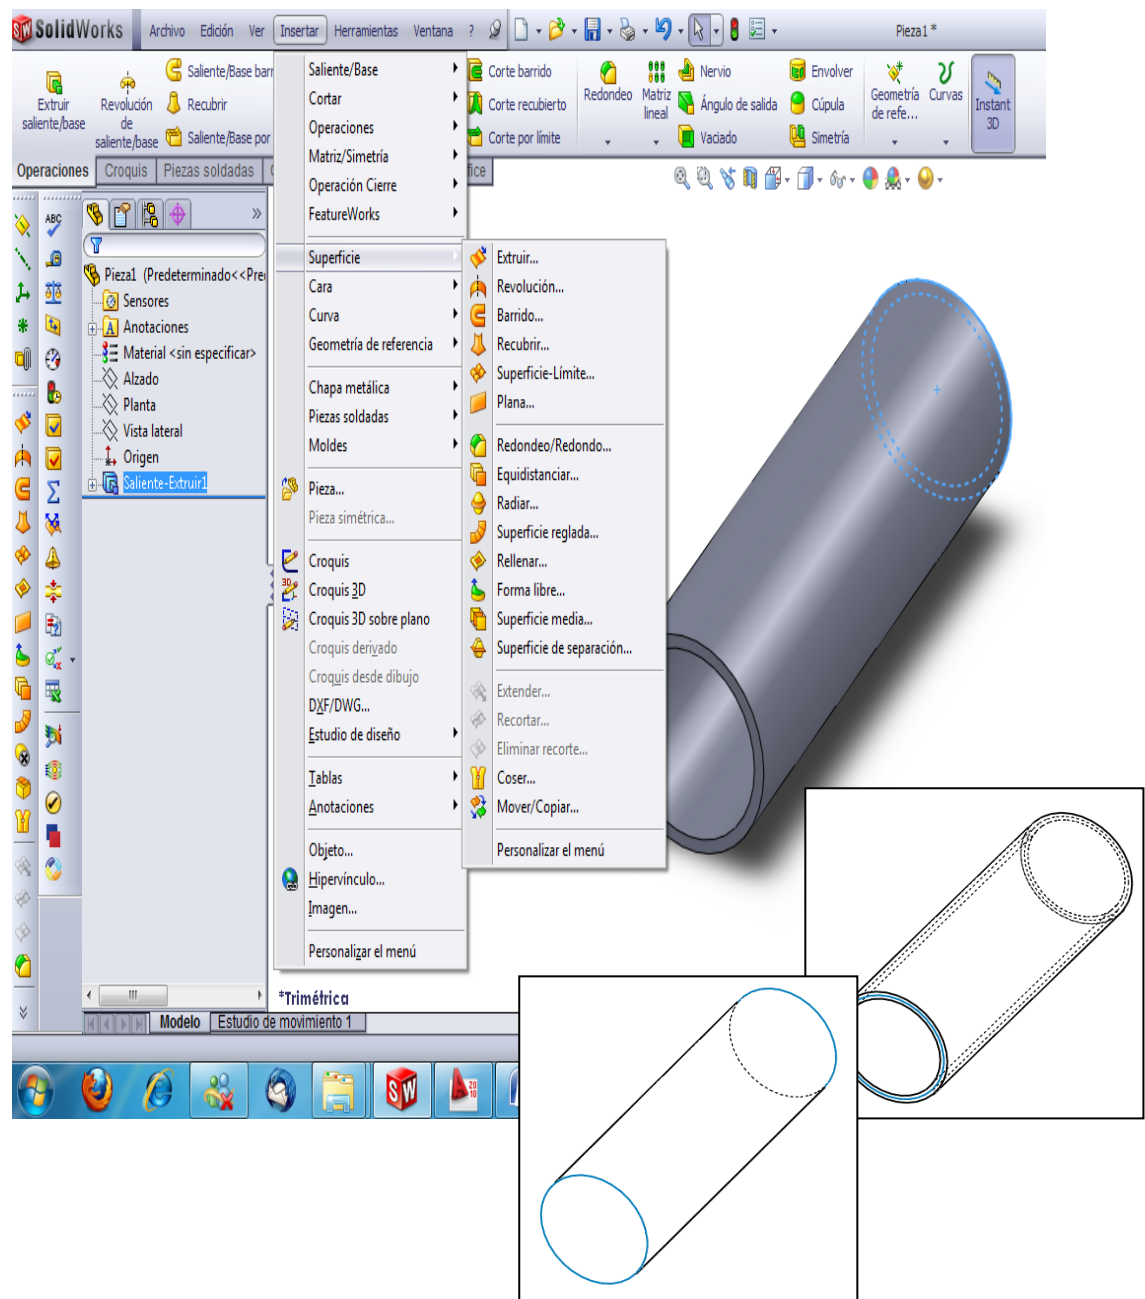 SolidWorks Archivo Edición Ver Insertar Herramientas Ventana ? Pieza1 *
Extruir saliente/base
Revolución de saliente/base
Saliente/Base barr
Recubrir
Saliente/Base por
Corte barrido
Corte recubierto
Corte por límite
Redondeo
Matriz lineal
Nervio
Ángulo de salida
Vaciado
Envolver
Cúpula
Simetría
Geometría de refe...
Curvas
Instant 3D
Operaciones Croquis Piezas soldadas
Pieza1 (Predeterminado<<Pre
Sensores
Anotaciones
Material <sin especificar>
Alzado
Planta
Vista lateral
Origen
Saliente-Extruir1
Saliente/Base
Cortar
Operaciones
Matriz/Simetría
Operación Cierre
FeatureWorks
Superficie
Cara
Curva
Geometría de referencia
Chapa metálica
Piezas soldadas
Moldes
Pieza...
Pieza simétrica...
Croquis
Croquis 3D
Croquis 3D sobre plano
Croquis derivado
Croquis desde dibujo
DXF/DWG...
Estudio de diseño
Tablas
Anotaciones
Objeto...
Hipervínculo...
Imagen...
Personalizar el menú
Extruir...
Revolución...
Barrido...
Recubrir...
Superficie-Límite...
Plana...
Redondeo/Redondo...
Equidistanciar...
Radiar...
Superficie reglada...
Rellenar...
Forma libre...
Superficie media...
Superficie de separación...
Extender...
Recortar...
Eliminar recorte...
Coser...
Mover/Copiar...
Personalizar el menú
*Trimétrica
Modelo Estudio de movimiento 1